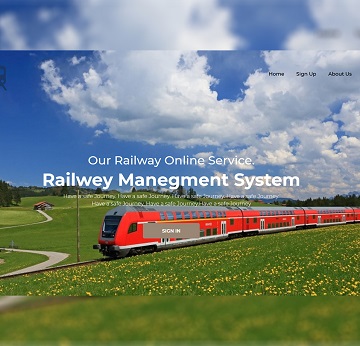 Home Sign Up About Us
Our Railway Online Service.
Railwey Manegment System
Have a safe Journey. Have a safe Journey. Have a safe Journey. Have a safe Journey.
Have a safe Journey. Have a safe Journey. Have a safe Journey.
SIGN IN